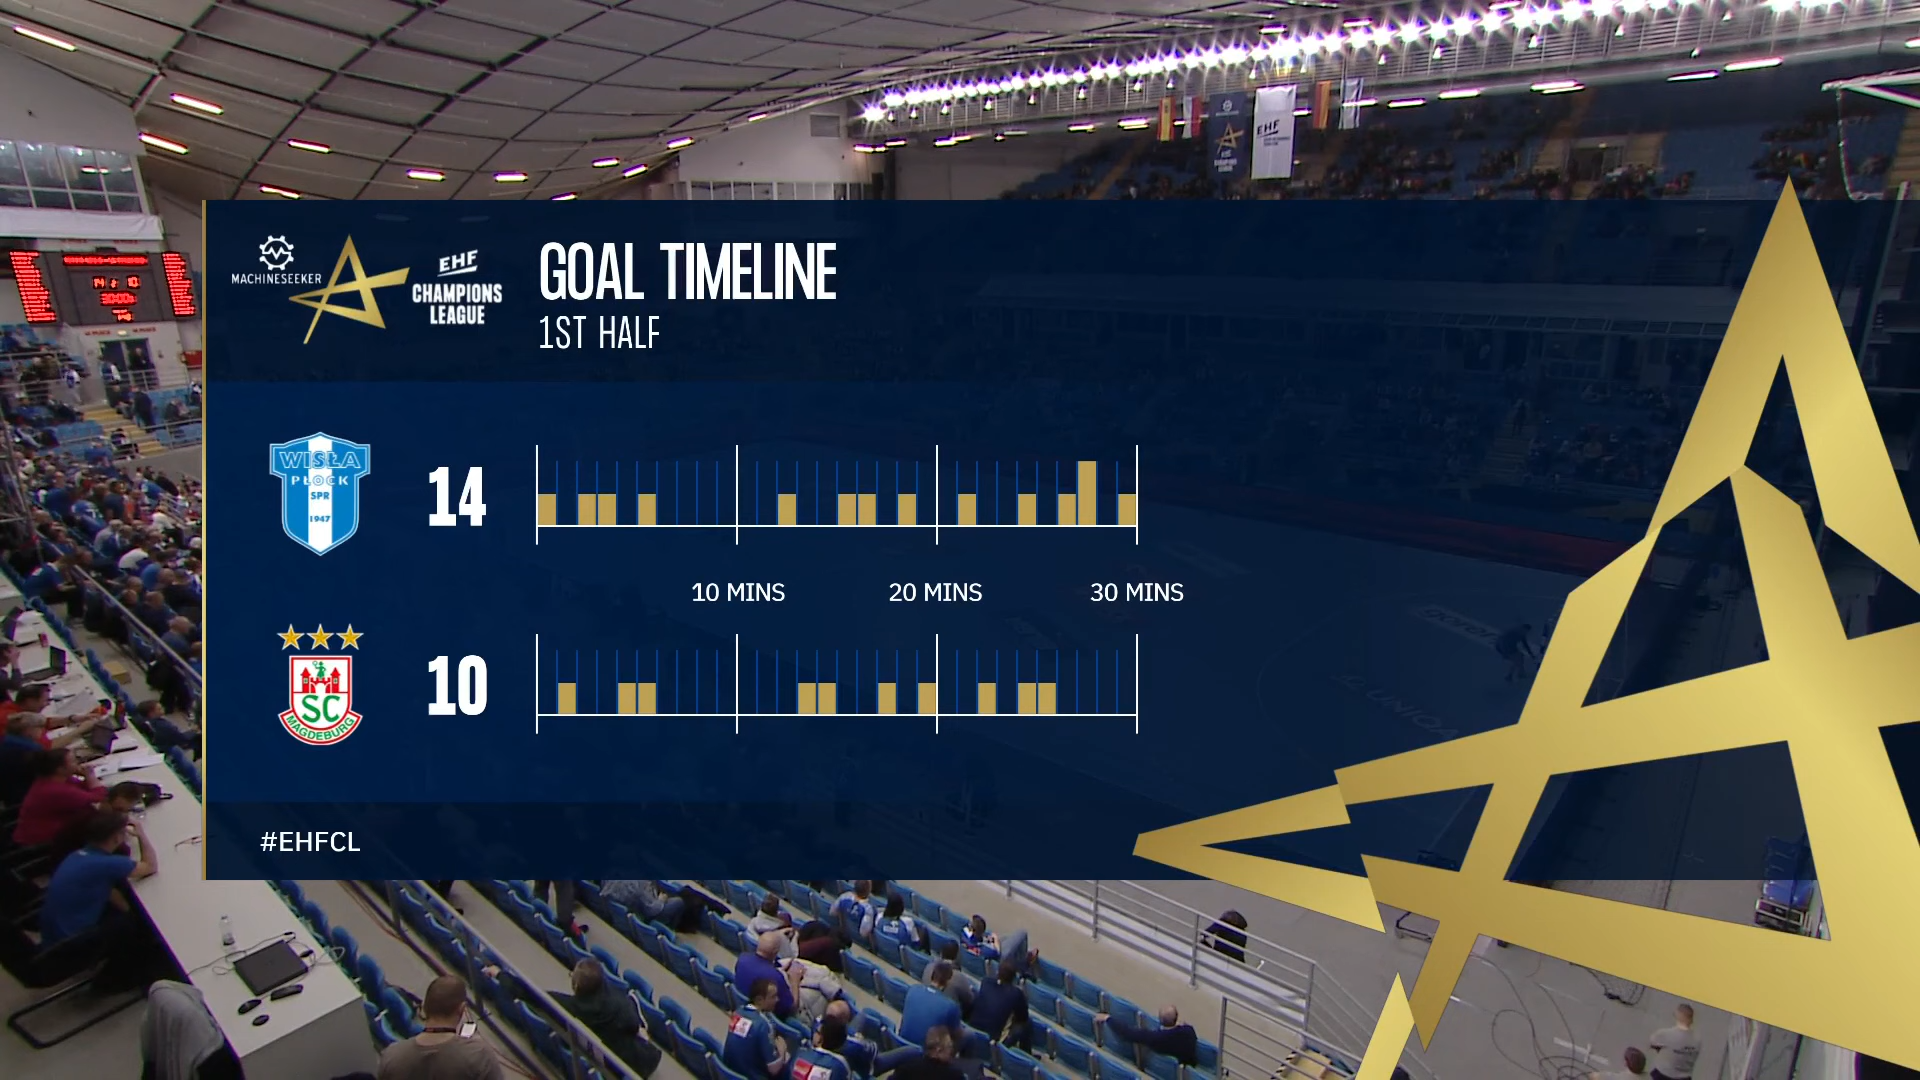 MACHINESEEKER
EHF
CHAMPIONS
LEAGUE
GOAL TIMELINE
1ST HALF
WISŁA
PŁOCK
SPR
1947
14
10 MINS 20 MINS 30 MINS
SC
MAGDEBURG
10
#EHFCL
EHF